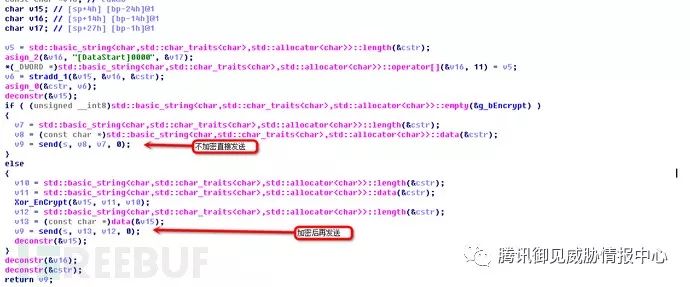 char v15; // [sp+4h] [bp-24h]@1
char v16; // [sp+14h] [bp-14h]@1
char v17; // [sp+27h] [bp-1h]@1
v5 = std::basic_string<char,std::char_traits<char>,std::allocator<char>>::length(&cstr);
asign_2(&v16, "[DataStart]0000", &v17);
*(_DWORD *)std::basic_string<char,std::char_traits<char>,std::allocator<char>>::operator[](&v16, 11) = v5;
v6 = stradd_1(&v15, &v16, &cstr);
asign_0(&cstr, v6);
deconstr(&v15);
if ( (unsigned __int8)std::basic_string<char,std::char_traits<char>,std::allocator<char>>::empty(&g_bEncrypt) )
{
v7 = std::basic_string<char,std::char_traits<char>,std::allocator<char>>::length(&cstr);
v8 = (const char *)std::basic_string<char,std::char_traits<char>,std::allocator<char>>::data(&cstr);
v9 = send(s, v8, v7, 0); 不加密直接发送
}
else
{
v10 = std::basic_string<char,std::char_traits<char>,std::allocator<char>>::length(&cstr);
v11 = std::basic_string<char,std::char_traits<char>,std::allocator<char>>::data(&cstr);
Xor_EnCrypt(&v15, v11, v10);
v12 = std::basic_string<char,std::char_traits<char>,std::allocator<char>>::length(&cstr);
v13 = (const char *)data(&v15);
v9 = send(s, v13, v12, 0); 加密后再发送
deconstr(&v15);
}
deconstr(&v16);
deconstr(&cstr);
return v9;
REEBUF
腾讯御见威胁情报中心